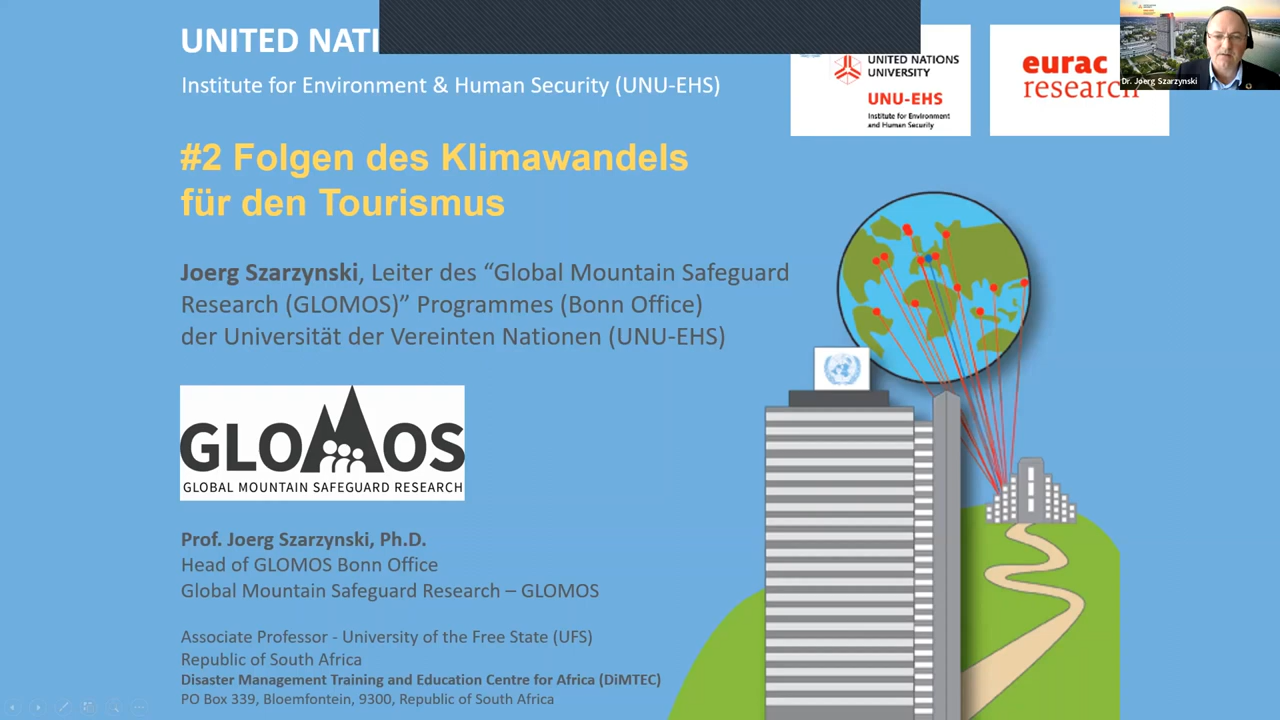 UNITED NATI
Institute for Environment & Human Security (UNU-EHS)
UNITED NATIONS
UNIVERSITY
UNU-EHS
Institute for Environment
and Human Security
eurac
research
Dr. Joerg Szarzynski
#2 Folgen des Klimawandels
für den Tourismus
Joerg Szarzynski, Leiter des “Global Mountain Safeguard
Research (GLOMOS)” Programmes (Bonn Office)
der Universität der Vereinten Nationen (UNU-EHS)
GLOMOS
GLOBAL MOUNTAIN SAFEGUARD RESEARCH
Prof. Joerg Szarzynski, Ph.D.
Head of GLOMOS Bonn Office
Global Mountain Safeguard Research – GLOMOS
Associate Professor - University of the Free State (UFS)
Republic of South Africa
Disaster Management Training and Education Centre for Africa (DiMTEC)
PO Box 339, Bloemfontein, 9300, Republic of South Africa